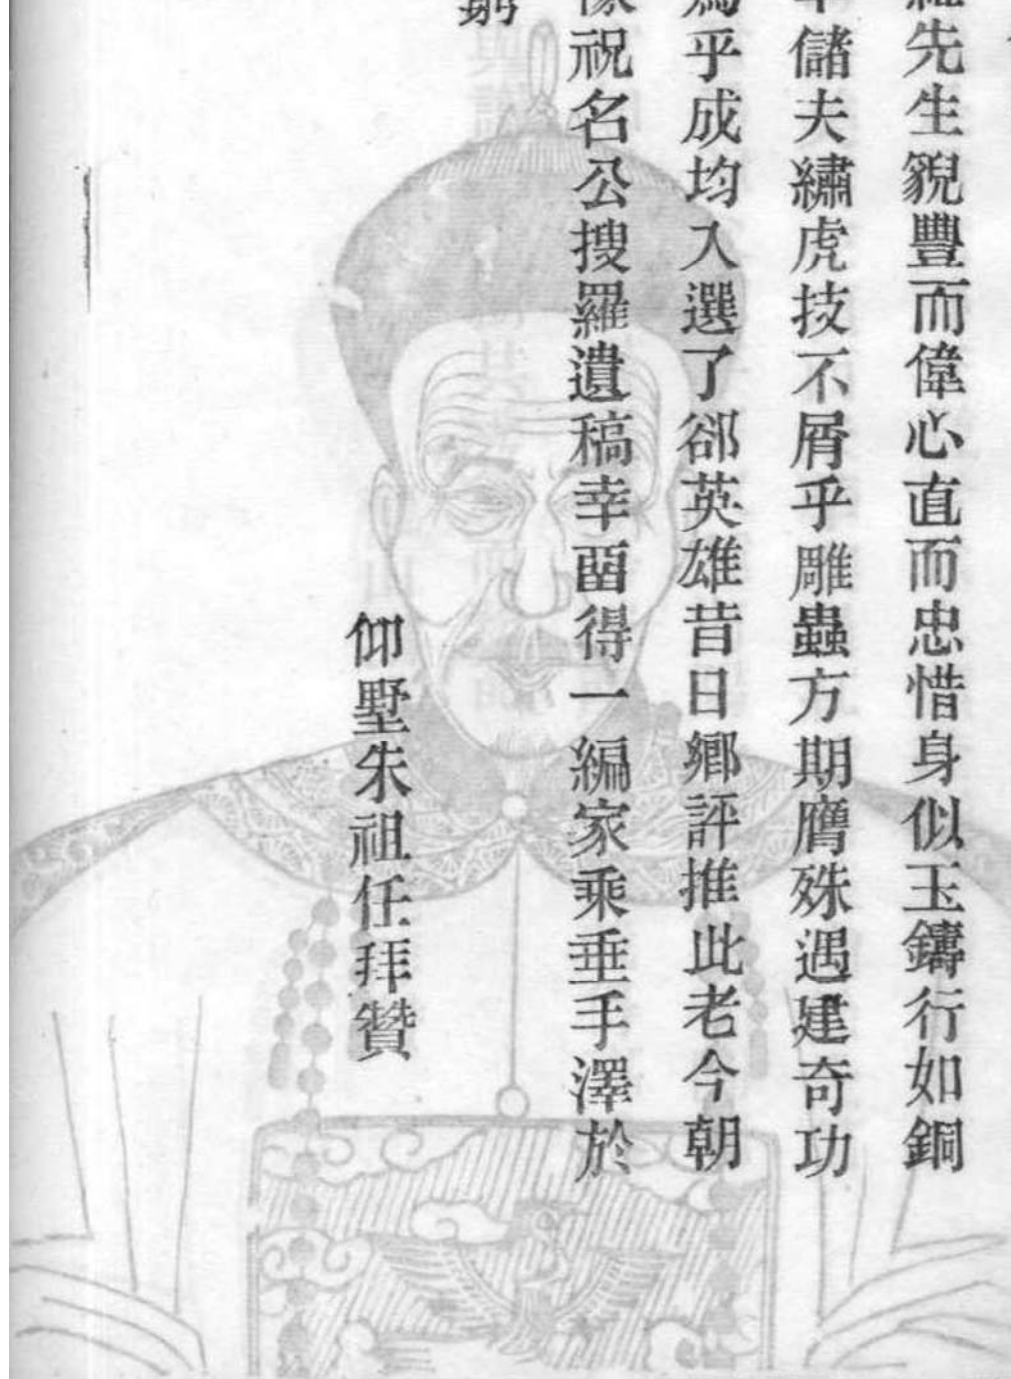 先生貌豐而偉心直而忠惜身似玉鑄行如銅
儲夫繡虎技不屑乎雕蟲方期膺殊遇建奇功
乎成均入選了郤英雄昔日鄉評推此老今朝
祝名公搜羅遺稿幸畱得一編家乘垂手澤於
仰墅朱祖任拜贊